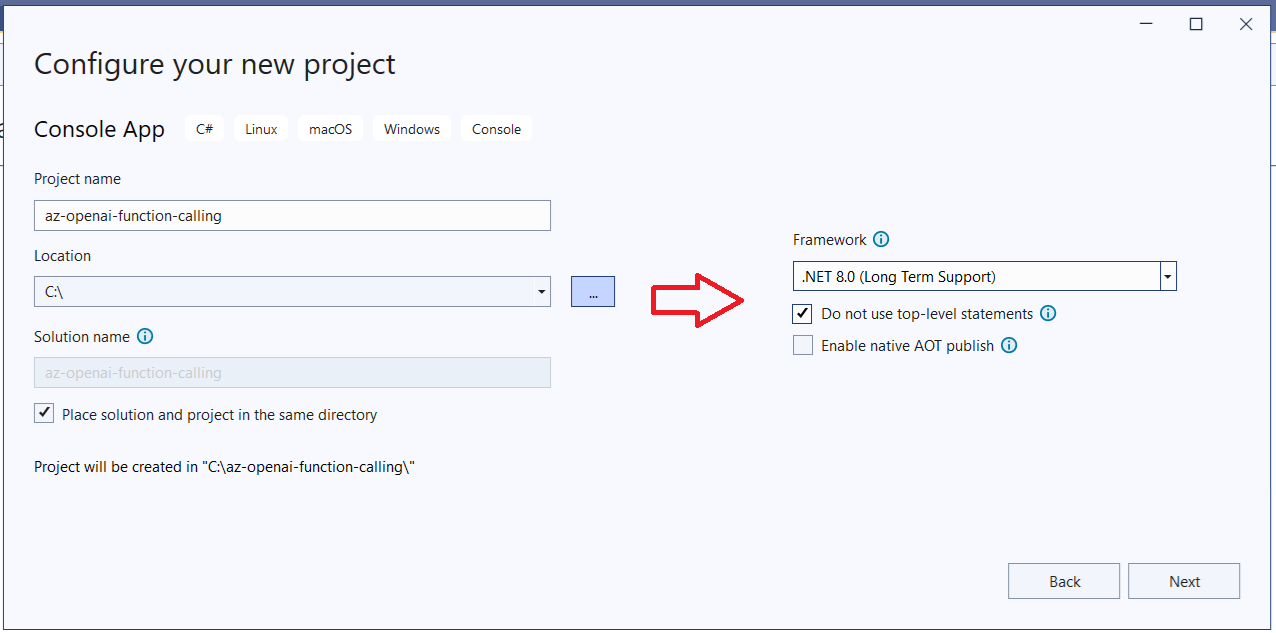 Configure your new project
Console App C# Linux macOS Windows Console
Project name
az-openai-function-calling
Location
C:\
...
Solution name
az-openai-function-calling
Place solution and project in the same directory
Project will be created in "C:\az-openai-function-calling\"
Framework
.NET 8.0 (Long Term Support)
Do not use top-level statements
Enable native AOT publish
Back Next